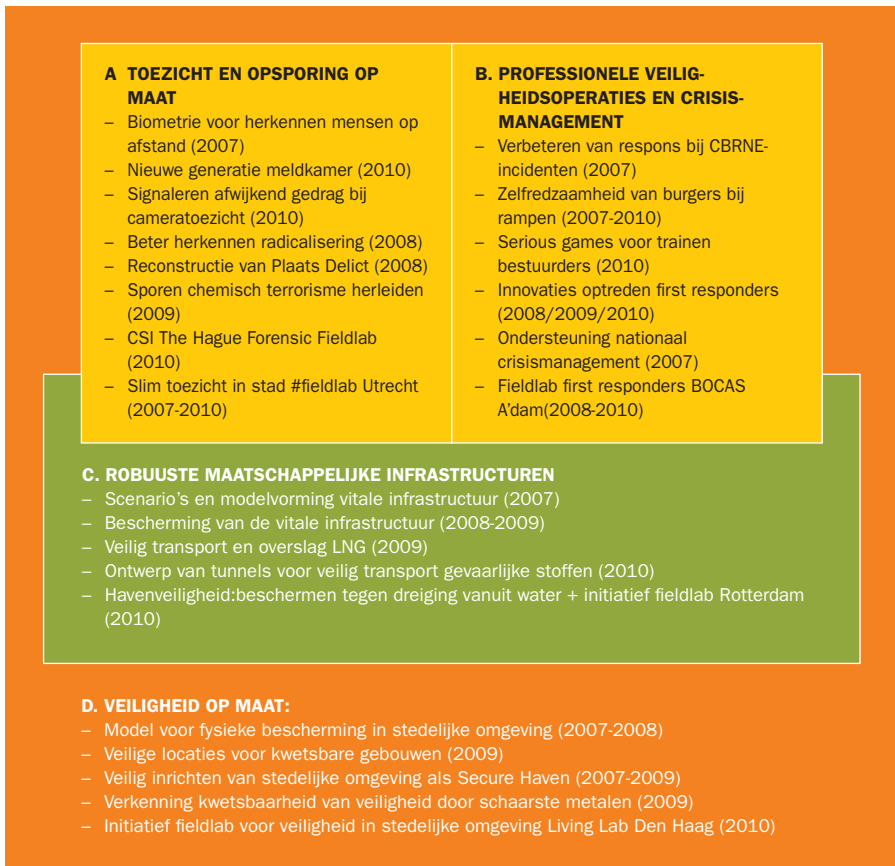 A TOEZICHT EN OPSPORING OP
MAAT
– Biometrie voor herkennen mensen op
afstand (2007)
– Nieuwe generatie meldkamer (2010)
– Signaleren afwijkend gedrag bij
cameratoezicht (2010)
– Beter herkennen radicalisering (2008)
– Reconstructie van Plaats Delict (2008)
– Sporen chemisch terrorisme herleiden
(2009)
– CSI The Hague Forensic Fieldlab
(2010)
– Slim toezicht in stad #fieldlab Utrecht
(2007-2010)
B. PROFESSIONELE VEILIG-
HEIDSOPERATIES EN CRISIS-
MANAGEMENT
– Verbeteren van respons bij CBRNE-
incidenten (2007)
– Zelfredzaamheid van burgers bij
rampen (2007-2010)
– Serious games voor trainen
bestuurders (2010)
– Innovaties optreden first responders
(2008/2009/2010)
– Ondersteuning nationaal
crisismanagement (2007)
– Fieldlab first responders BOCAS
A'dam(2008-2010)
C. ROBUUSTE MAATSCHAPPELIJKE INFRASTRUCTUREN
– Scenario's en modelvorming vitale infrastructuur (2007)
– Bescherming van de vitale infrastructuur (2008-2009)
– Veilig transport en overslag LNG (2009)
– Ontwerp van tunnels voor veilig transport gevaarlijke stoffen (2010)
– Havenveiligheid:beschermen tegen dreiging vanuit water + initiatief fieldlab Rotterdam
(2010)
D. VEILIGHEID OP MAAT:
– Model voor fysieke bescherming in stedelijke omgeving (2007-2008)
– Veilige locaties voor kwetsbare gebouwen (2009)
– Veilig inrichten van stedelijke omgeving als Secure Haven (2007-2009)
– Verkenning kwetsbaarheid van veiligheid door schaarste metalen (2009)
– Initiatief fieldlab voor veiligheid in stedelijke omgeving Living Lab Den Haag (2010)